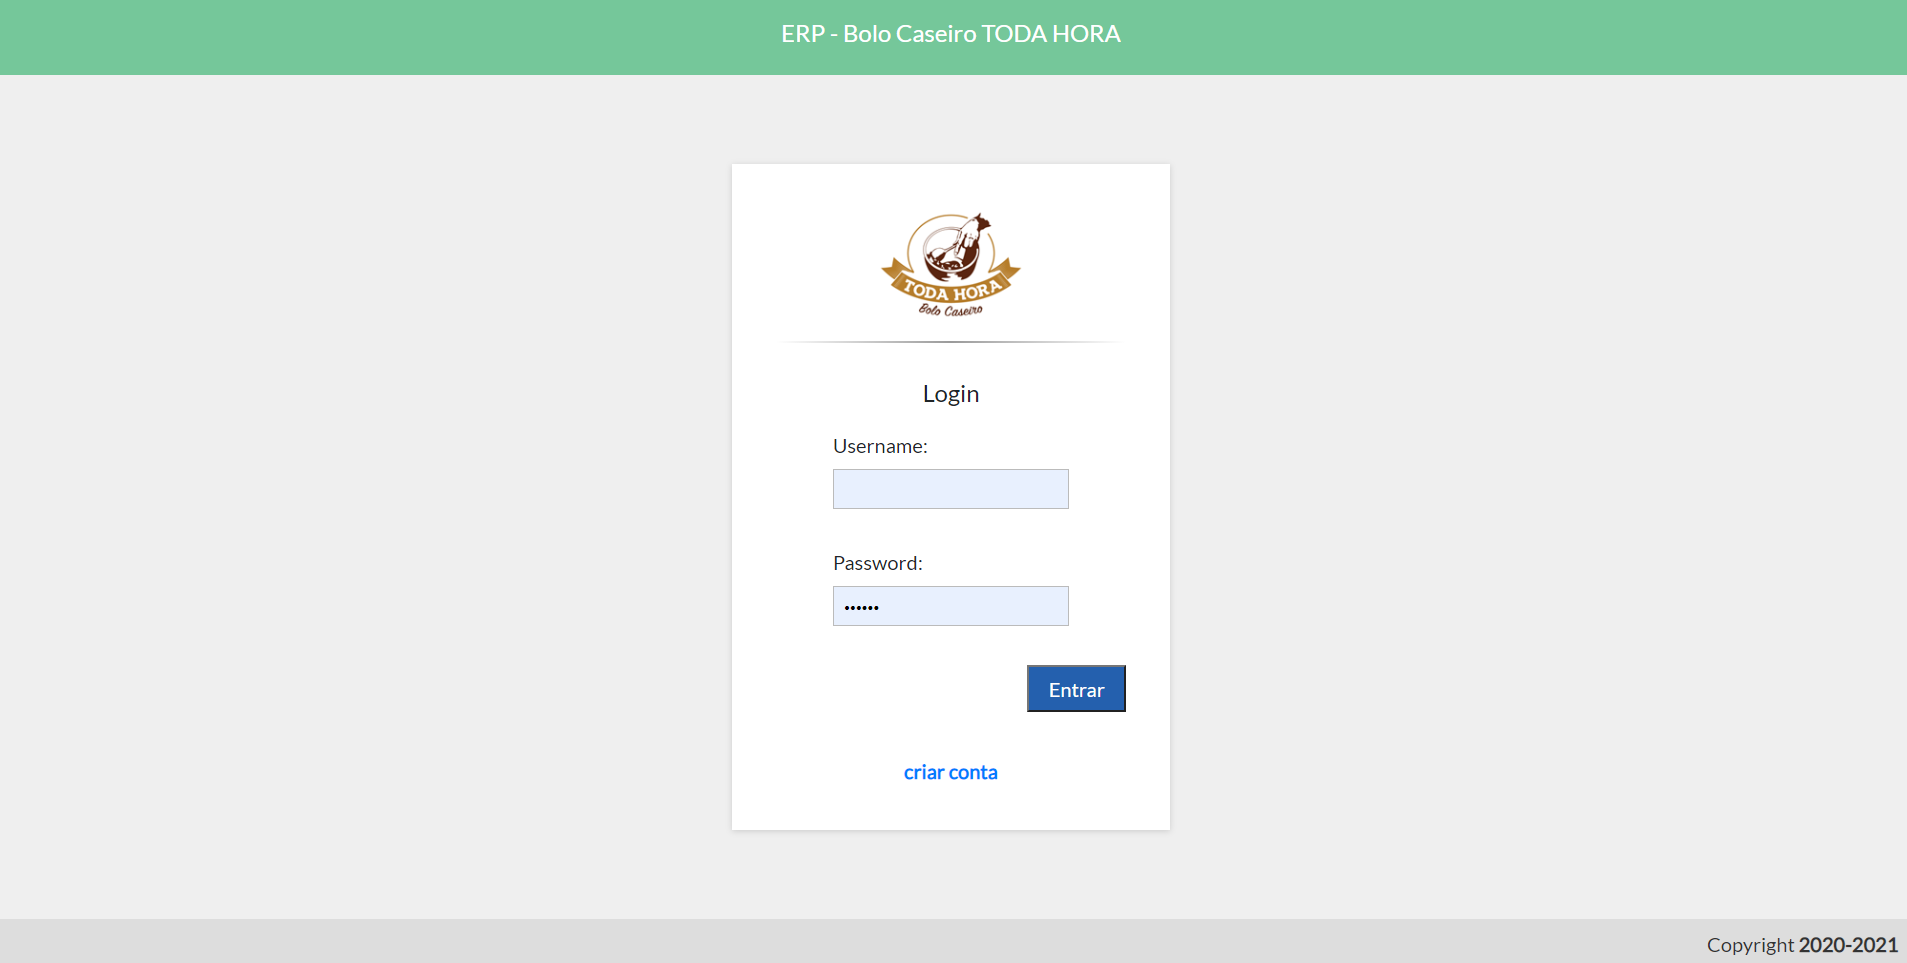 ERP - Bolo Caseiro TODA HORA
TODA HORA
Bolo Caseiro
Login
Username:
Password:
••••••
Entrar
criar conta
Copyright 2020-2021